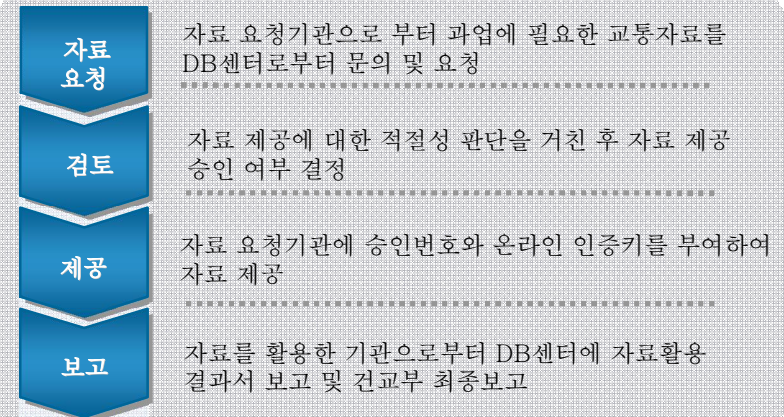 자료
요청
자료 요청기관으로 부터 과업에 필요한 교통자료를
DB센터로부터 문의 및 요청
검토
자료 제공에 대한 적절성 판단을 거친 후 자료 제공
승인 여부 결정
제공
자료 요청기관에 승인번호와 온라인 인증키를 부여하여
자료 제공
보고
자료를 활용한 기관으로부터 DB센터에 자료활용
결과서 보고 및 건교부 최종보고